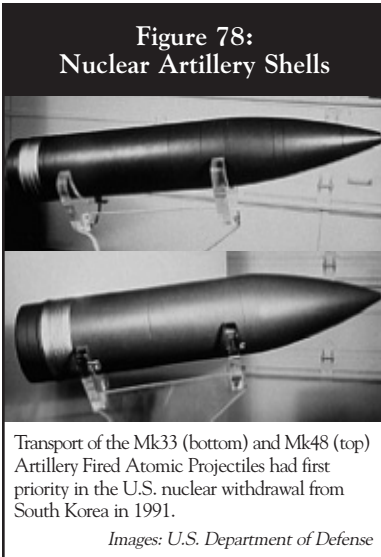 Figure 78:
Nuclear Artillery Shells
Transport of the Mk33 (bottom) and Mk48 (top)
Artillery Fired Atomic Projectiles had first
priority in the U.S. nuclear withdrawal from
South Korea in 1991.
Images: U.S. Department of Defense